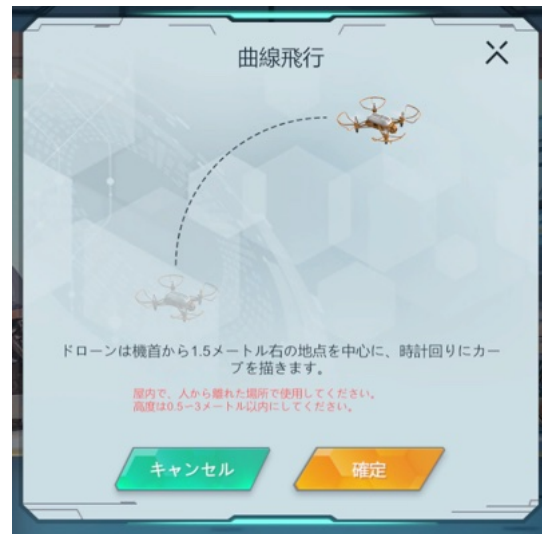 曲線飛行
ドローンは機首から1.5メートル右の地点を中心に、時計回りにカー
ブを描きます。
屋内で、人から離れた場所で使用してください。
高度は0.5ー3メートル以内にしてください。
キャンセル
確定